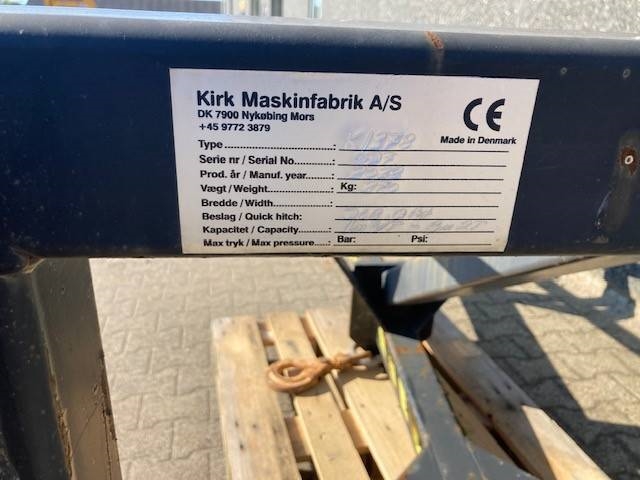 Kirk Maskinfabrik A/S
DK 7900 Nykøbing Mors
+45 9772 3879
CE
Made in Denmark
Type K1373
Serie nr / Serial No.
Prod. år / Manuf. year
Vægt / Weight Kg:
Bredde / Width
Beslag / Quick hitch:
Kapacitet / Capacity
Max tryk / Max pressure Bar: Psi: